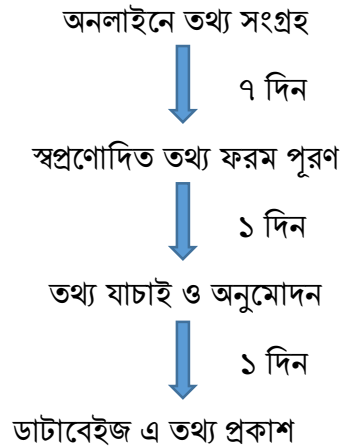 অনলাইনে তথ্য সংগ্রহ
৭ দিন
স্বপ্রণোদিত তথ্য ফরম পূরণ
১ দিন
তথ্য যাচাই ও অনুমোদন
১ দিন
ডাটাবেইজ এ তথ্য প্রকাশ